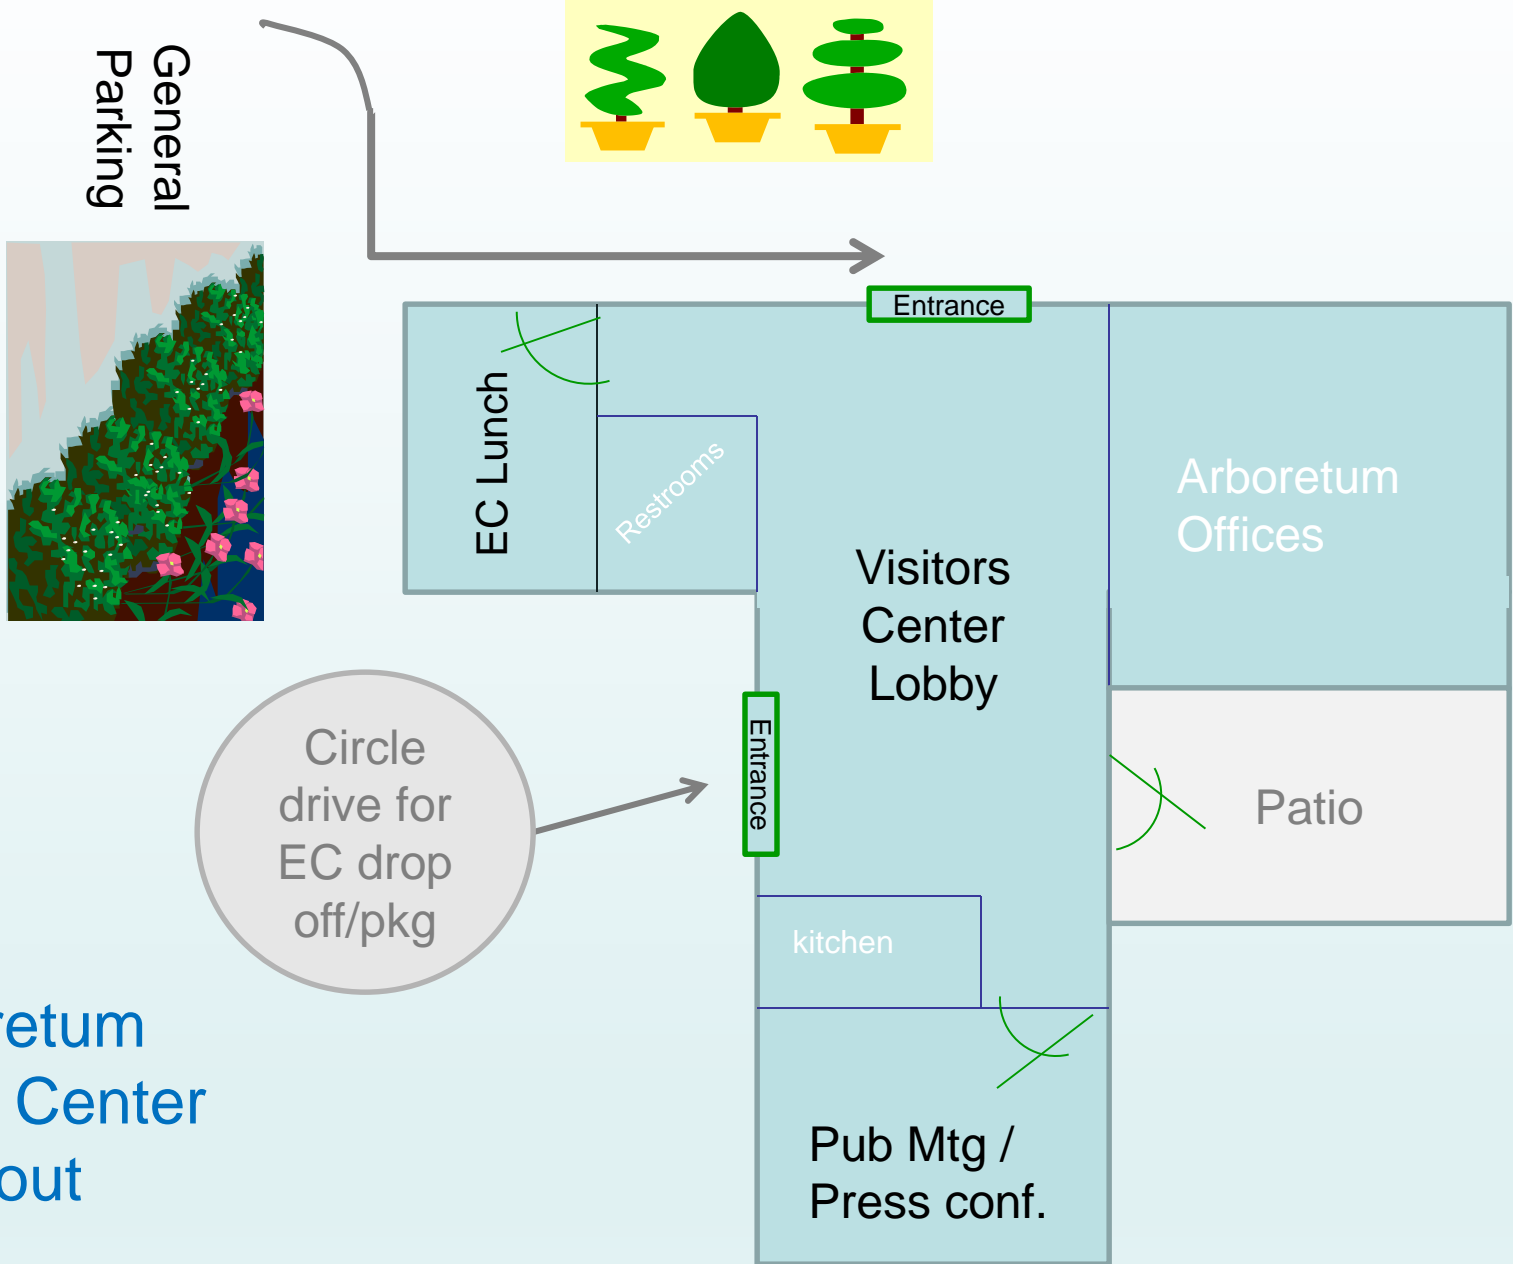 General
Parking
Entrance
EC Lunch
Restrooms
Arboretum
Offices
Visitors
Center
Lobby
Entrance
Circle
drive for
EC drop
off/pkg
Patio
kitchen
Pub Mtg /
Press conf.
retum
Center
out